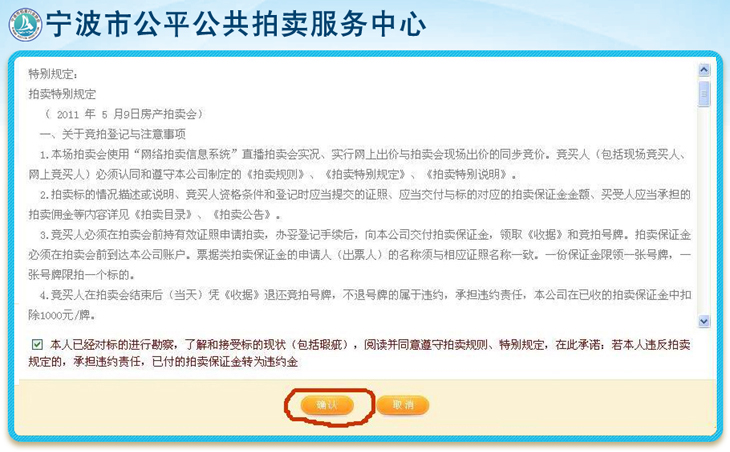 宁波市公平公共拍卖服务中心
特别规定：
拍卖特别规定
（ 2011 年 5 月9日房产拍卖会）
一、关于竞拍登记与注意事项
1.本场拍卖会使用“网络拍卖信息系统”直播拍卖会实况、实行网上出价与拍卖会现场出价的同步竞价。竞买人（包括现场竞买人、
网上竞买人）必须认同和遵守本公司制定的《拍卖规则》、《拍卖特别规定》、《拍卖特别说明》。
2.拍卖标的情况描述或说明、竞买人资格条件和登记时应当提交的证照、应当交付与标的对应的拍卖保证金金额、买受人应当承担的
拍卖佣金等内容详见《拍卖目录》、《拍卖公告》。
3.竞买人必须在拍卖会前持有效证照申请拍卖，办妥登记手续后，向本公司交付拍卖保证金，领取《收据》和竞拍号牌。拍卖保证金
必须在拍卖会前到达本公司账户。票据类拍卖保证金的申请人（出票人）的名称须与相应证照名称一致。一份保证金限领一张号牌，一
张号牌限拍一个标的。
4.竞买人在拍卖会结束后（当天）凭《收据》退还竞拍号牌，不退号牌的属于违约，承担违约责任，本公司在已收的拍卖保证金中扣
除1000元/牌。
本人已经对标的进行勘察，了解和接受标的现状（包括瑕疵），阅读并同意遵守拍卖规则、特别规定，在此承诺：若本人违反拍卖
规定的，承担违约责任，已付的拍卖保证金转为违约金
确认 取消